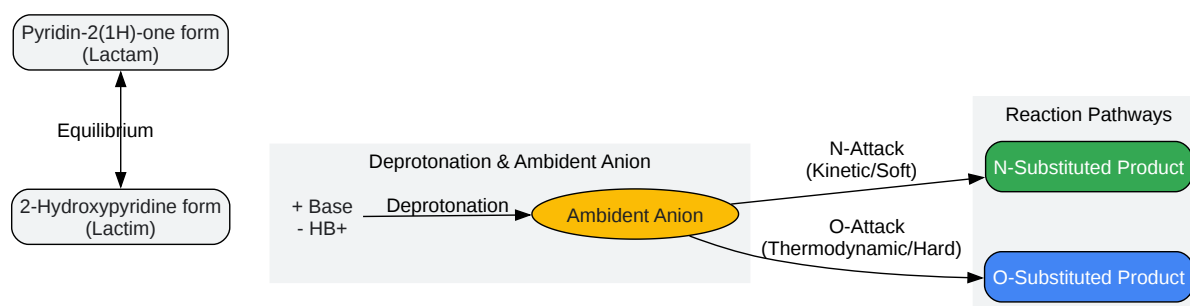 Pyridin-2(1H)-one form
(Lactam)
Equilibrium
2-Hydroxypyridine form
(Lactim)
Deprotonation & Ambident Anion
+ Base
- HB+
Deprotonation
Ambident Anion
N-Attack
(Kinetic/Soft)
O-Attack
(Thermodynamic/Hard)
Reaction Pathways
N-Substituted Product
O-Substituted Product